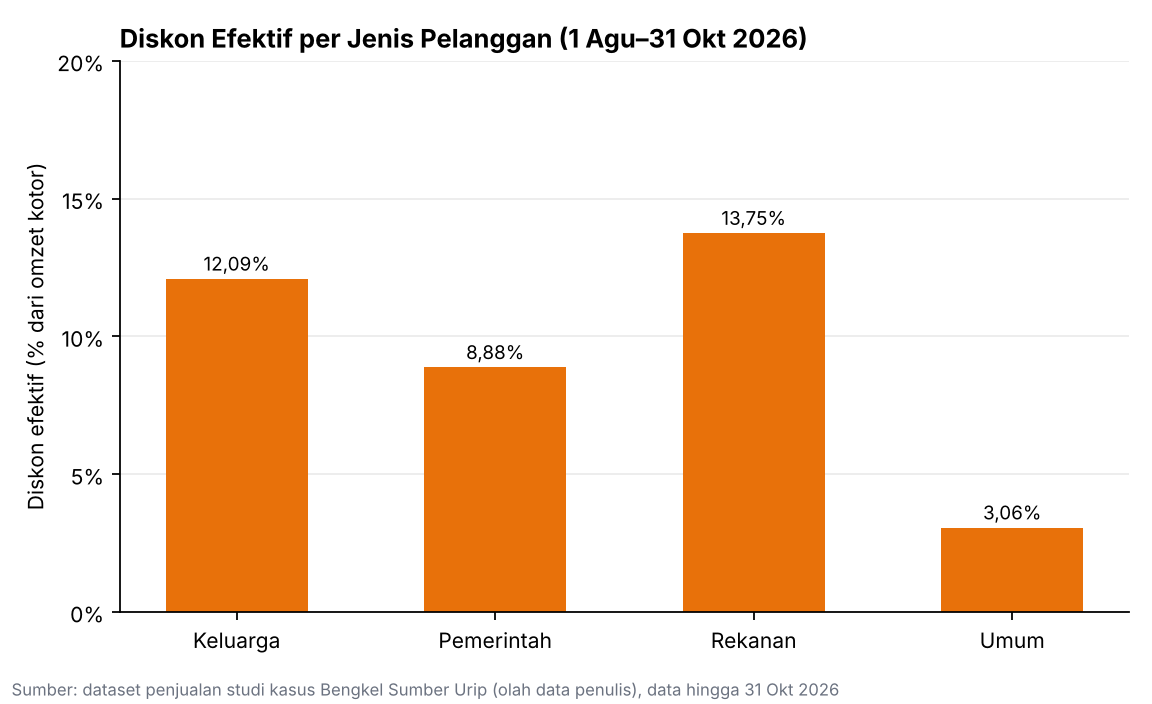 Diskon Efektif per Jenis Pelanggan (1 Agu–31 Okt 2026)
Diskon efektif (% dari omzet kotor)
20%
15%
10%
5%
0%
12,09%
8,88%
13,75%
3,06%
Keluarga
Pemerintah
Rekanan
Umum
Sumber: dataset penjualan studi kasus Bengkel Sumber Urip (olah data penulis), data hingga 31 Okt 2026